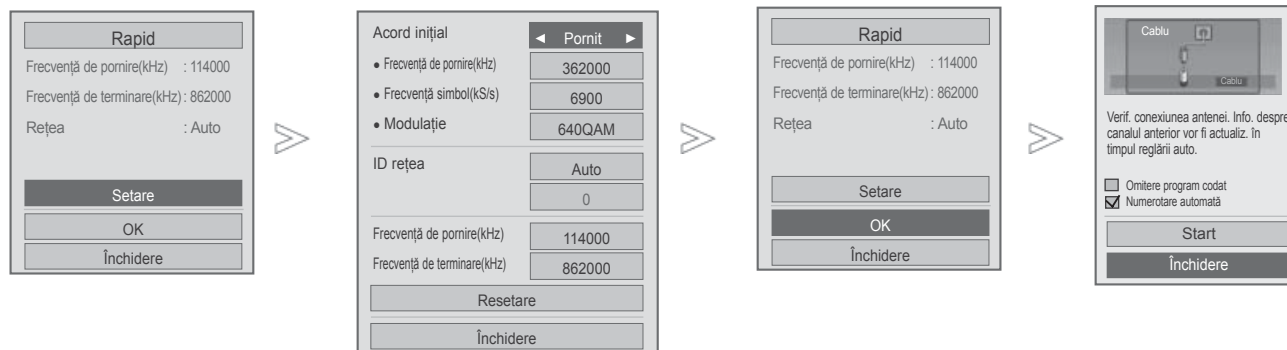 Rapid
Frecvență de pornire(kHz) : 114000
Frecvență de terminare(kHz) : 862000
Rețea : Auto
Setare
OK
Închidere
Acord inițial ◄ Pornit ►
• Frecvență de pornire(kHz) 362000
• Frecvență simbol(kS/s) 6900
• Modulație 640QAM
ID rețea Auto
0
Frecvență de pornire(kHz) 114000
Frecvență de terminare(kHz) 862000
Resetare
Închidere
Rapid
Frecvență de pornire(kHz) : 114000
Frecvență de terminare(kHz) : 862000
Rețea : Auto
Setare
OK
Închidere
Cablu
Cablu
Verif. conexiunea antenei. Info. despre
canalul anterior vor fi actualiz. în
timpul reglării auto.
Omitere program codat
Numerotare automată
Start
Închidere